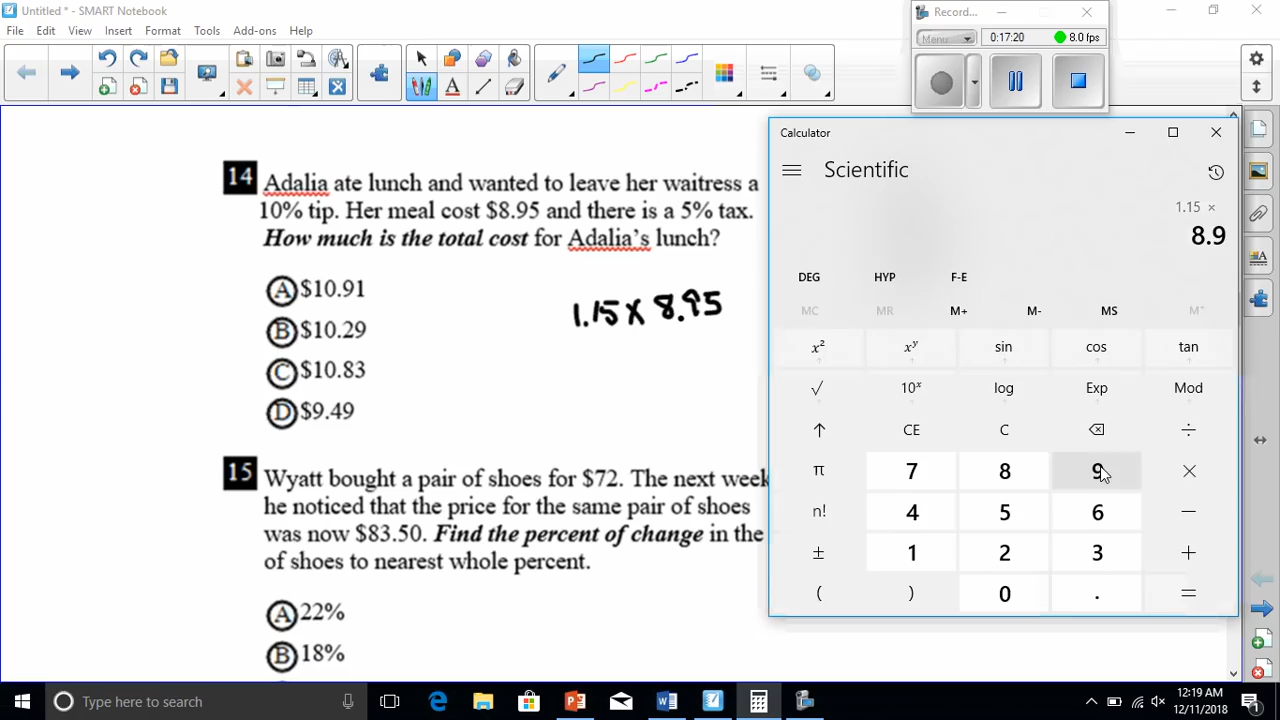 Untitled * - SMART Notebook
File Edit View Insert Format Tools Add-ons Help
Record...
Menu 0:17:20 8.0 fps
14 Adalia ate lunch and wanted to leave her waitress a
10% tip. Her meal cost $8.95 and there is a 5% tax.
How much is the total cost for Adalia's lunch?
A $10.91
B $10.29
C $10.83
D $9.49
1.15 x 8.95
15 Wyatt bought a pair of shoes for $72. The next week
he noticed that the price for the same pair of shoes
was now $83.50. Find the percent of change in the
of shoes to nearest whole percent.
A 22%
B 18%
Calculator
Scientific
1.15 ×
8.9
DEG HYP F-E
MC MR M+ M- MS M˅
x² xʸ sin cos tan
√ 10ˣ log Exp Mod
↑ CE C ⌫ ÷
π 7 8 9 ×
n! 4 5 6 −
± 1 2 3 +
( ) 0 . =
Type here to search
12:19 AM
12/11/2018
1